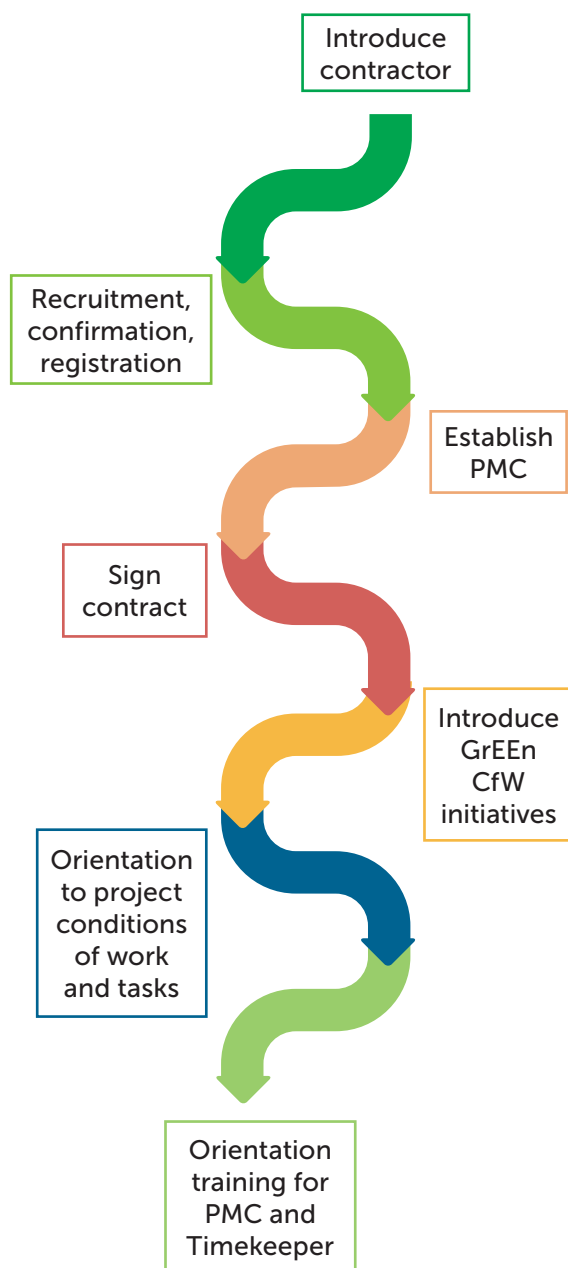 Introduce
contractor
Recruitment,
confirmation,
registration
Establish
PMC
Sign
contract
Introduce
GrEEn
CfW
initiatives
Orientation
to project
conditions
of work
and tasks
Orientation
training for
PMC and
Timekeeper